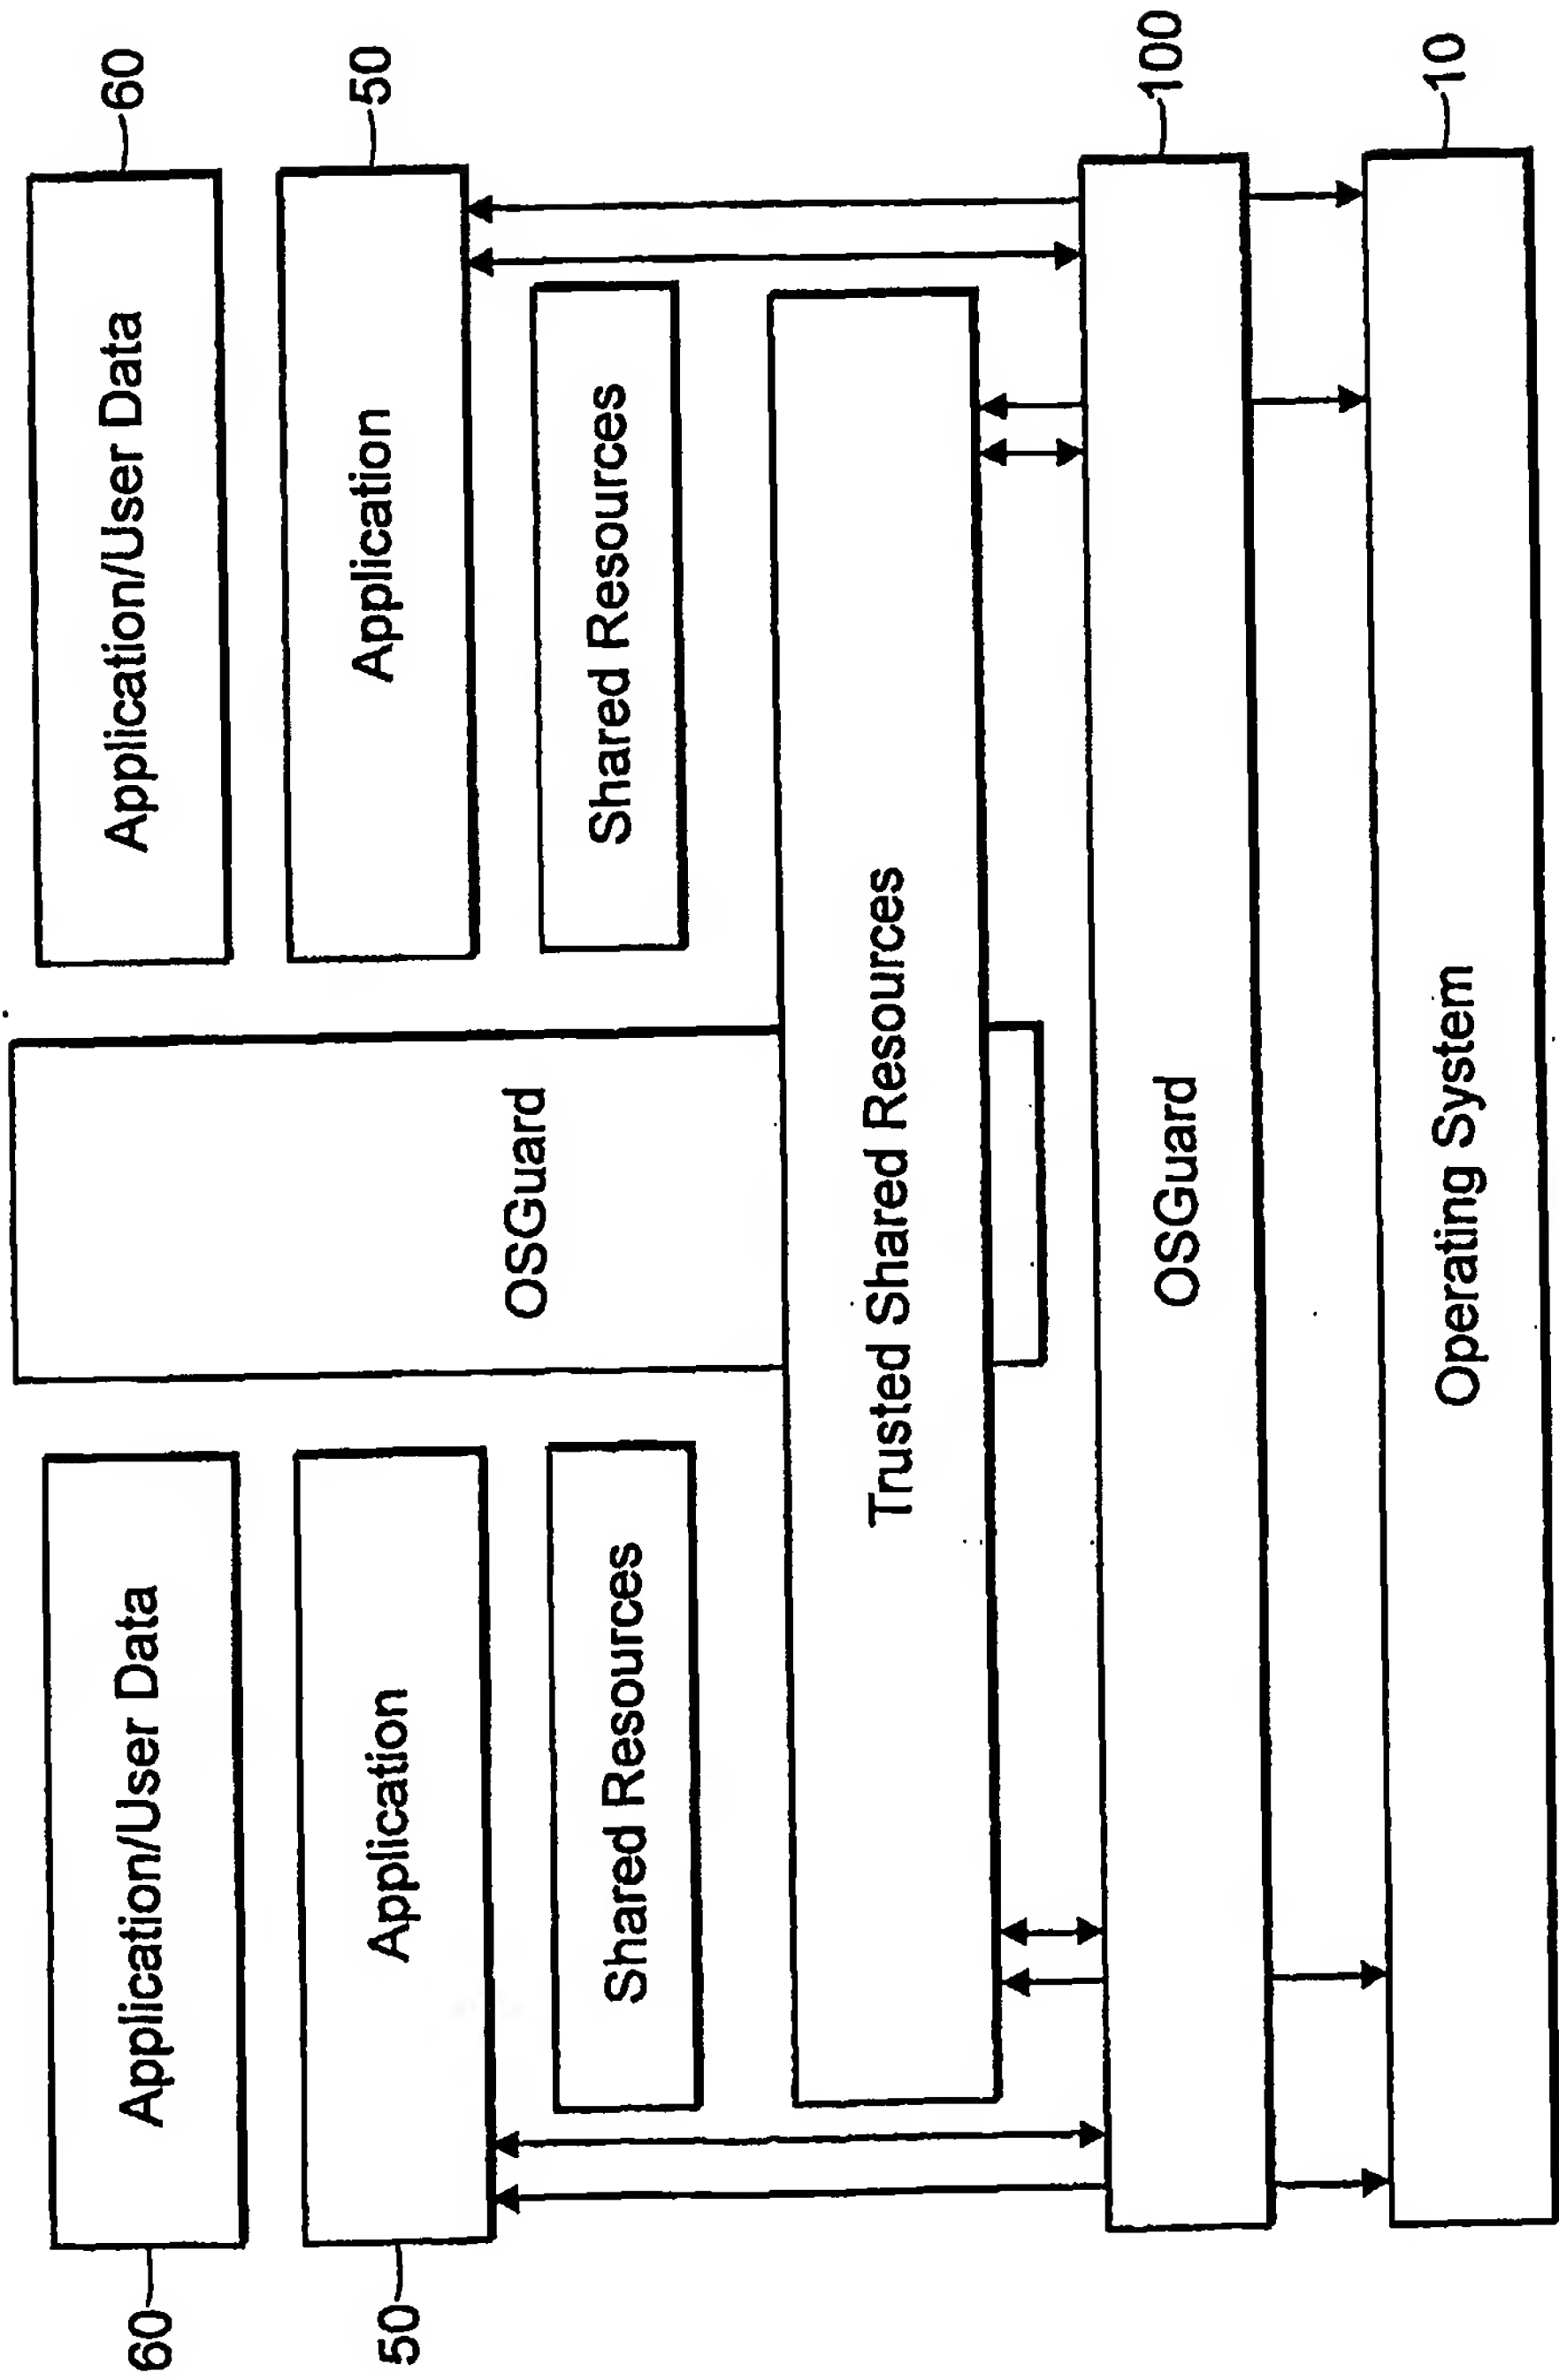 60
Application/User Data
Application/User Data
60
50
Application
Application
50
Shared Resources
OSGuard
Shared Resources
Trusted Shared Resources
OSGuard
100
Operating System
10